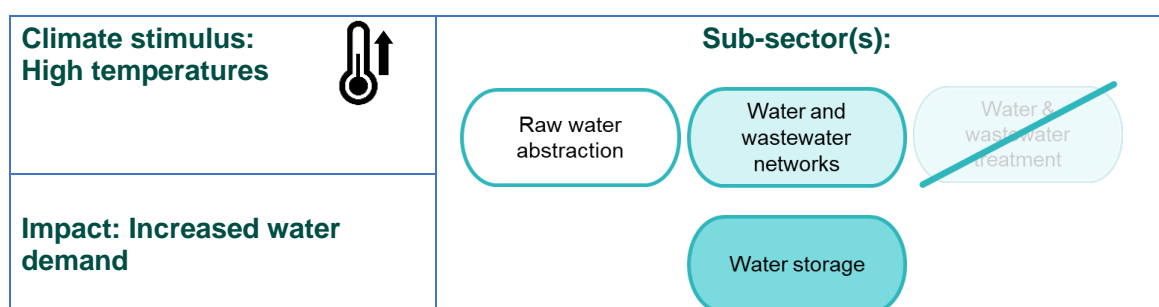 Climate stimulus:
High temperatures
Sub-sector(s):
Raw water
abstraction
Water and
wastewater
networks
Water &
wastewater
treatment
Impact: Increased water
demand
Water storage